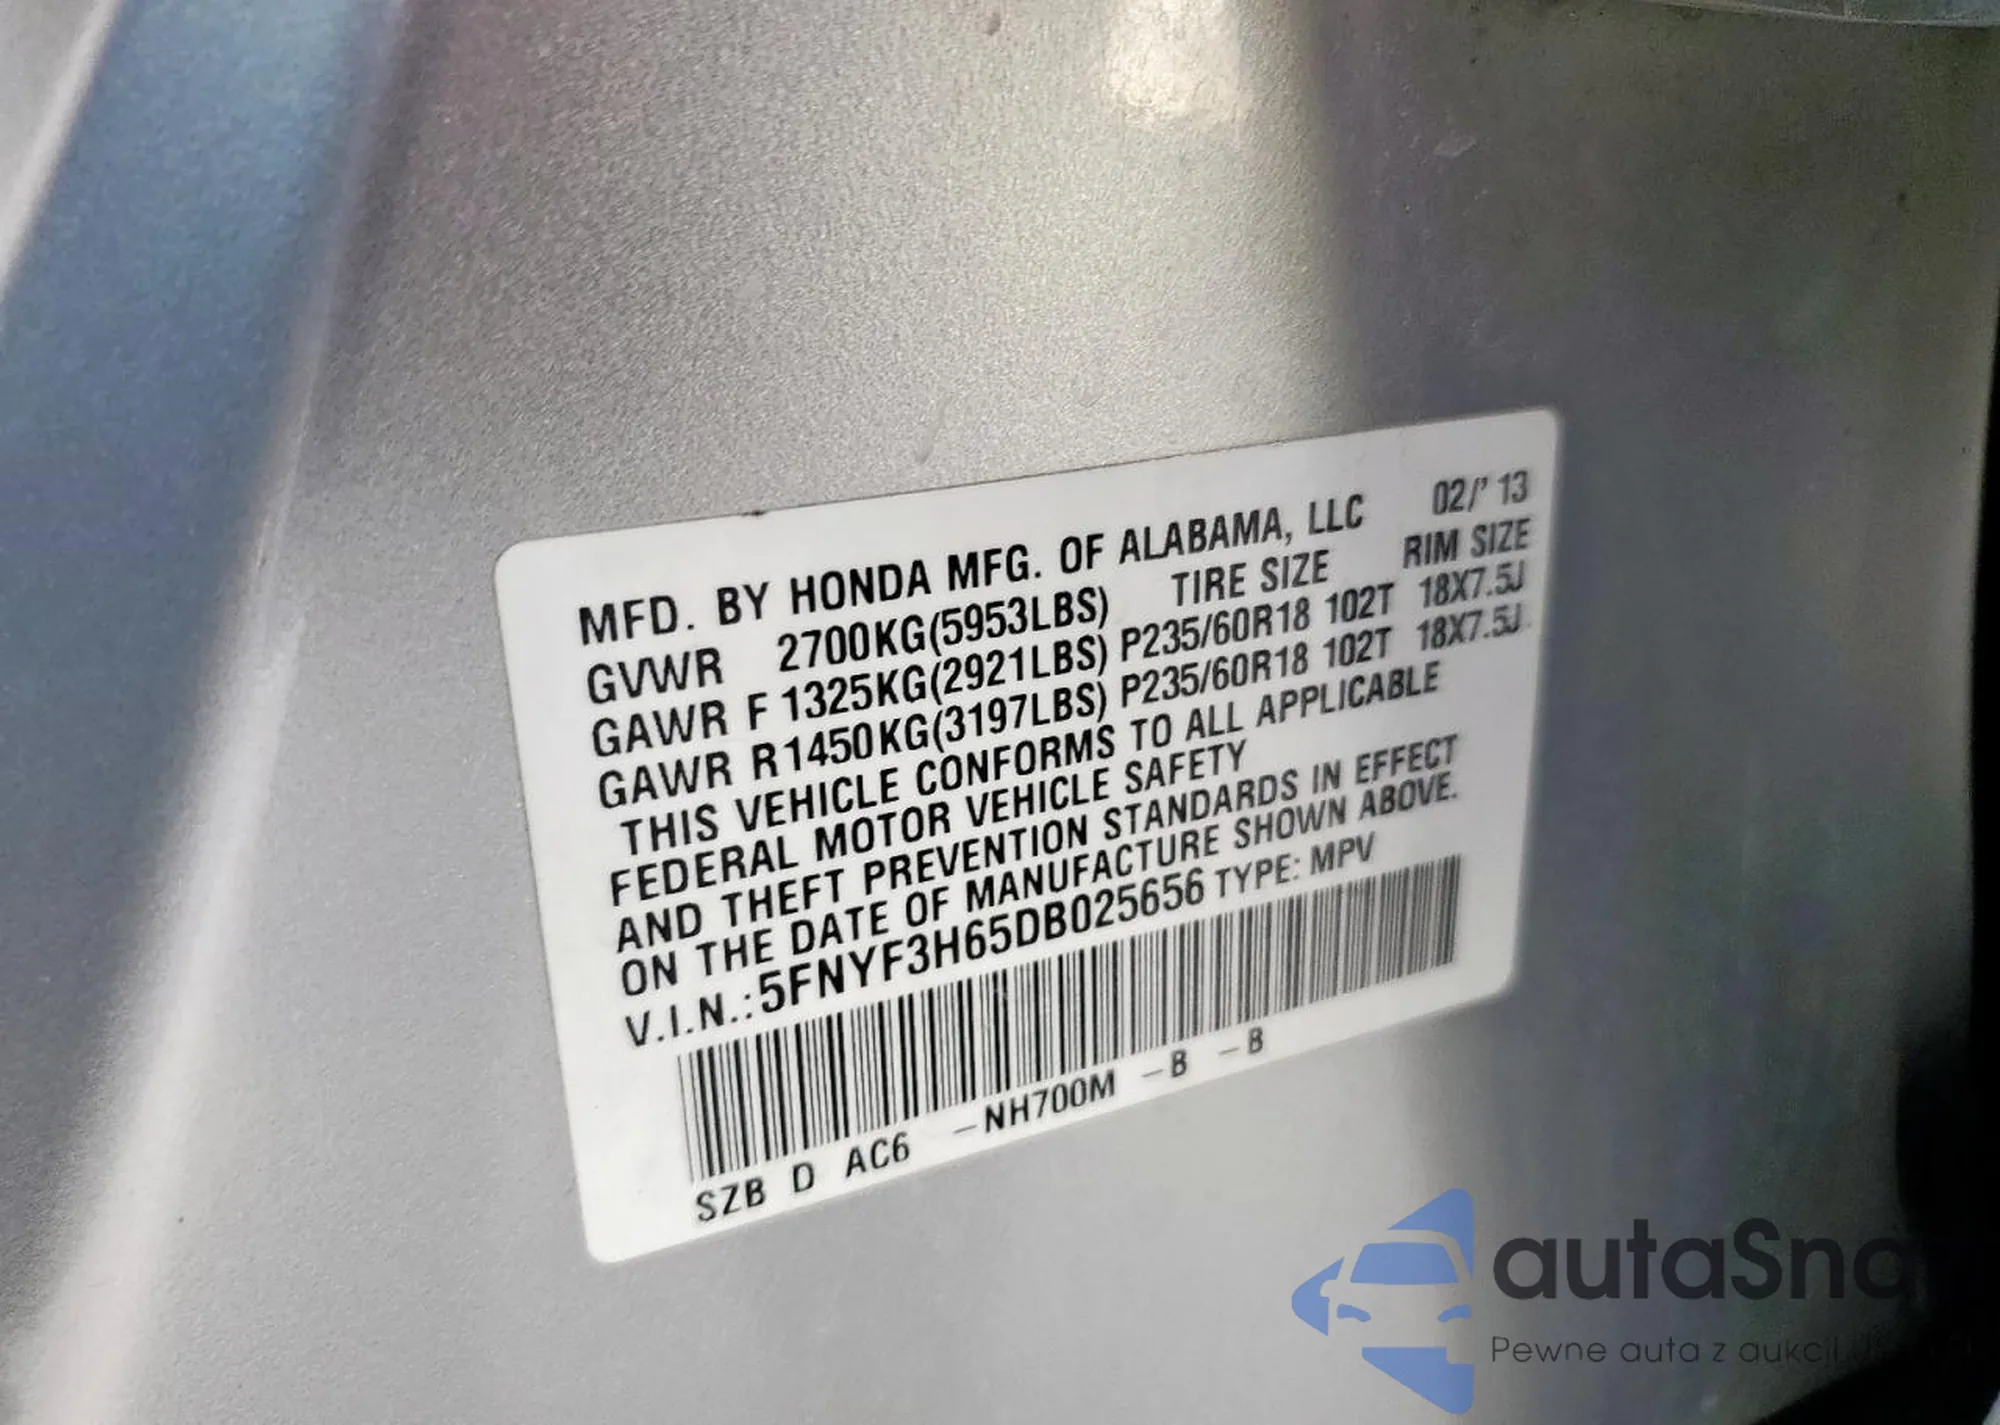 MFD. BY HONDA MFG. OF ALABAMA, LLC 02/'13
GVWR 2700KG(5953LBS) TIRE SIZE RIM SIZE
GAWR F 1325KG(2921LBS) P235/60R18 102T 18X7.5J
GAWR R 1450KG(3197LBS) P235/60R18 102T 18X7.5J
THIS VEHICLE CONFORMS TO ALL APPLICABLE
FEDERAL MOTOR VEHICLE SAFETY
AND THEFT PREVENTION STANDARDS IN EFFECT
ON THE DATE OF MANUFACTURE SHOWN ABOVE.
V.I.N.: 5FNYF3H65DB025656 TYPE: MPV
SZB D AC6 –NH700M –B –B
autaSna
Pewne auta z aukcji